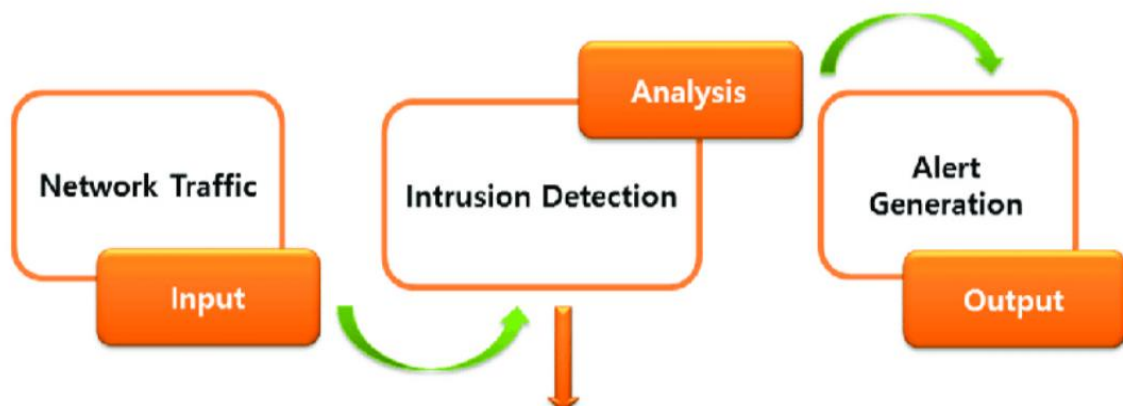 Network Traffic
Input
Intrusion Detection
Analysis
Alert
Generation
Output